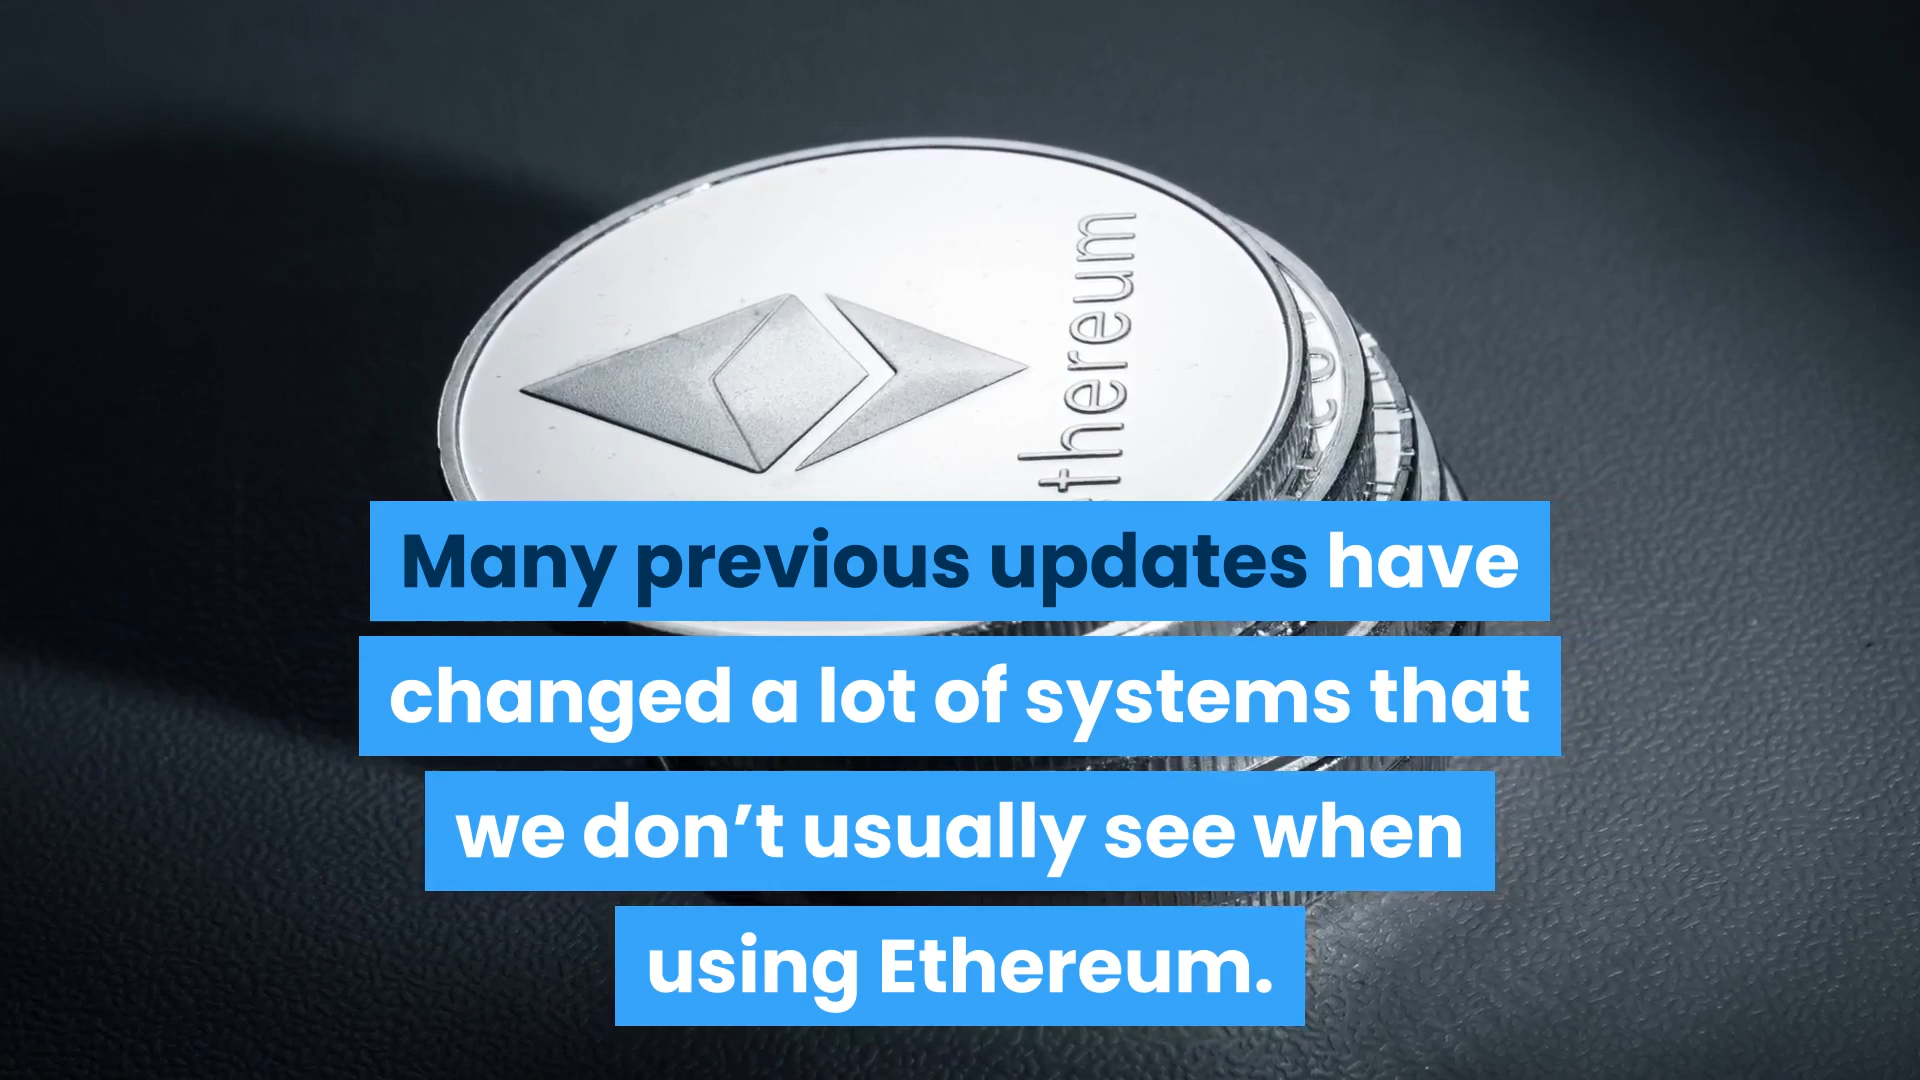 thereum
Many previous updates have
changed a lot of systems that
we don’t usually see when
using Ethereum.